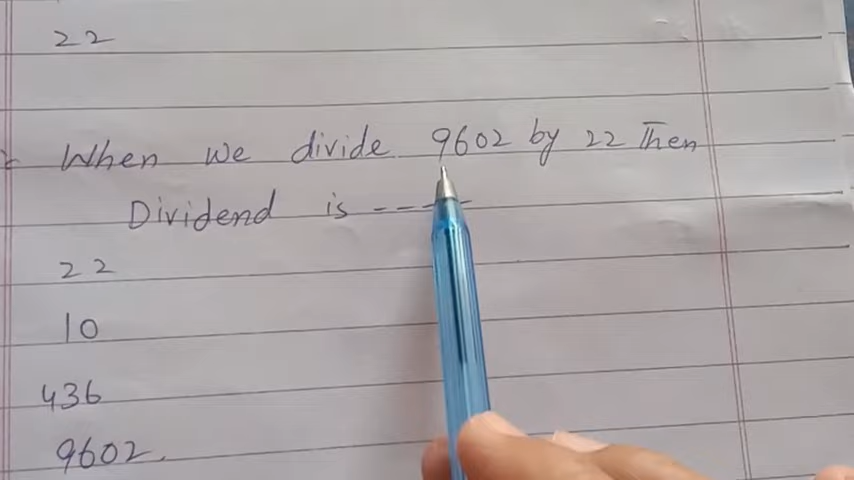 22
When we divide 9602 by 22 Then
Dividend is ----
22
10
436
9602.